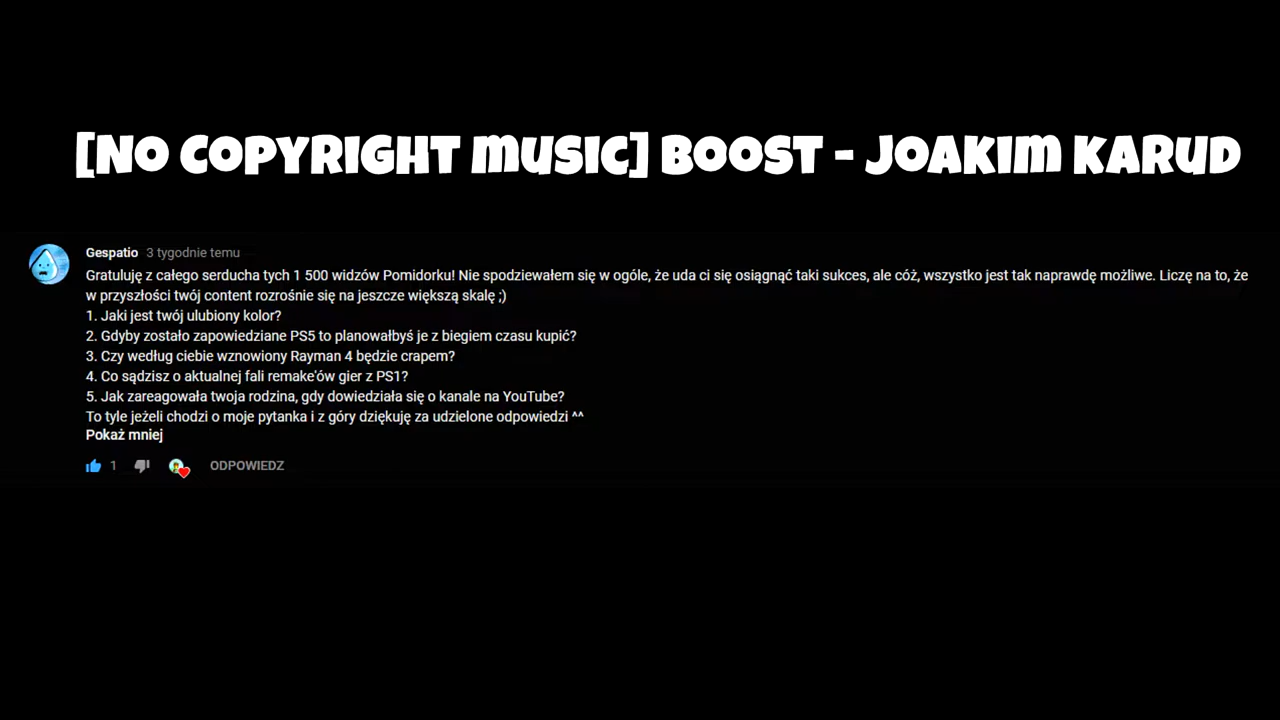 [NO COPYRIGHT MUSIC] BOOST - JOAKIM KARUD
Gespatio 3 tygodnie temu
Gratuluję z całego serducha tych 1 500 widzów Pomidorku! Nie spodziewałem się w ogóle, że uda ci się osiągnąć taki sukces, ale cóż, wszystko jest tak naprawdę możliwe. Liczę na to, że
w przyszłości twój content rozrośnie się na jeszcze większą skalę ;)
1. Jaki jest twój ulubiony kolor?
2. Gdyby zostało zapowiedziane PS5 to planowałbyś je z biegiem czasu kupić?
3. Czy według ciebie wznowiony Rayman 4 będzie crapem?
4. Co sądzisz o aktualnej fali remake'ów gier z PS1?
5. Jak zareagowała twoja rodzina, gdy dowiedziała się o kanale na YouTube?
To tyle jeżeli chodzi o moje pytanka i z góry dziękuję za udzielone odpowiedzi ^^
Pokaż mniej
1 ODPOWIEDZ